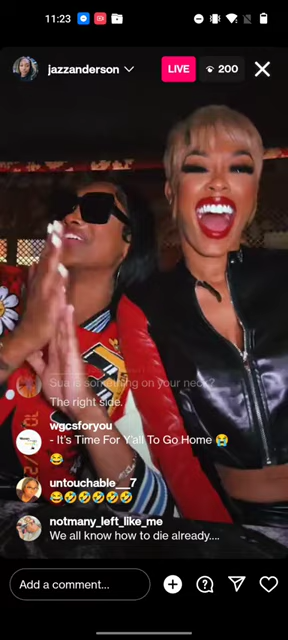 11:23
jazzanderson
LIVE
200
Sua is something on your neck?
The right side.
wgcsforyou
- It's Time For Y'all To Go Home 😭
😂
untouchable__7
😂🤣🤣🤣🤣🤣
notmany_left_like_me
We all know how to die already....
Add a comment...